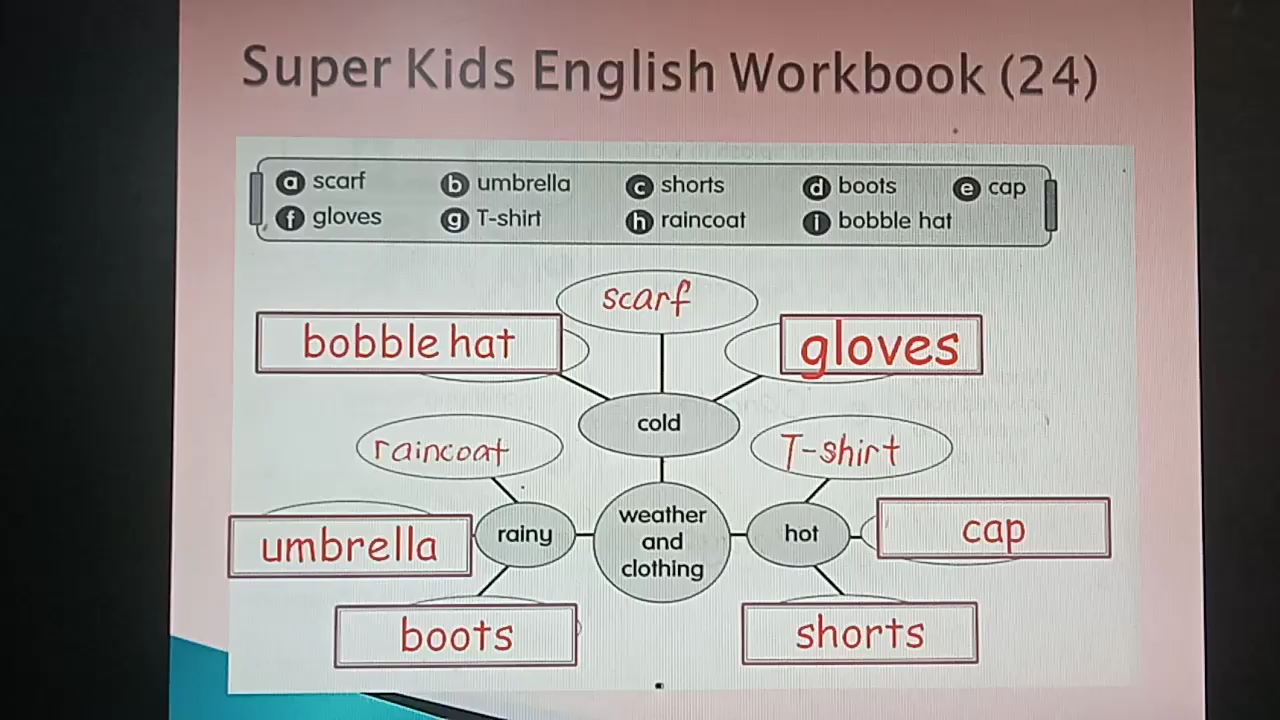 Super Kids English Workbook (24)
a scarf b umbrella c shorts d boots e cap
f gloves g T-shirt h raincoat i bobble hat
scarf
bobble hat
gloves
cold
raincoat
T-shirt
umbrella
rainy
weather
and
clothing
hot
cap
boots
shorts